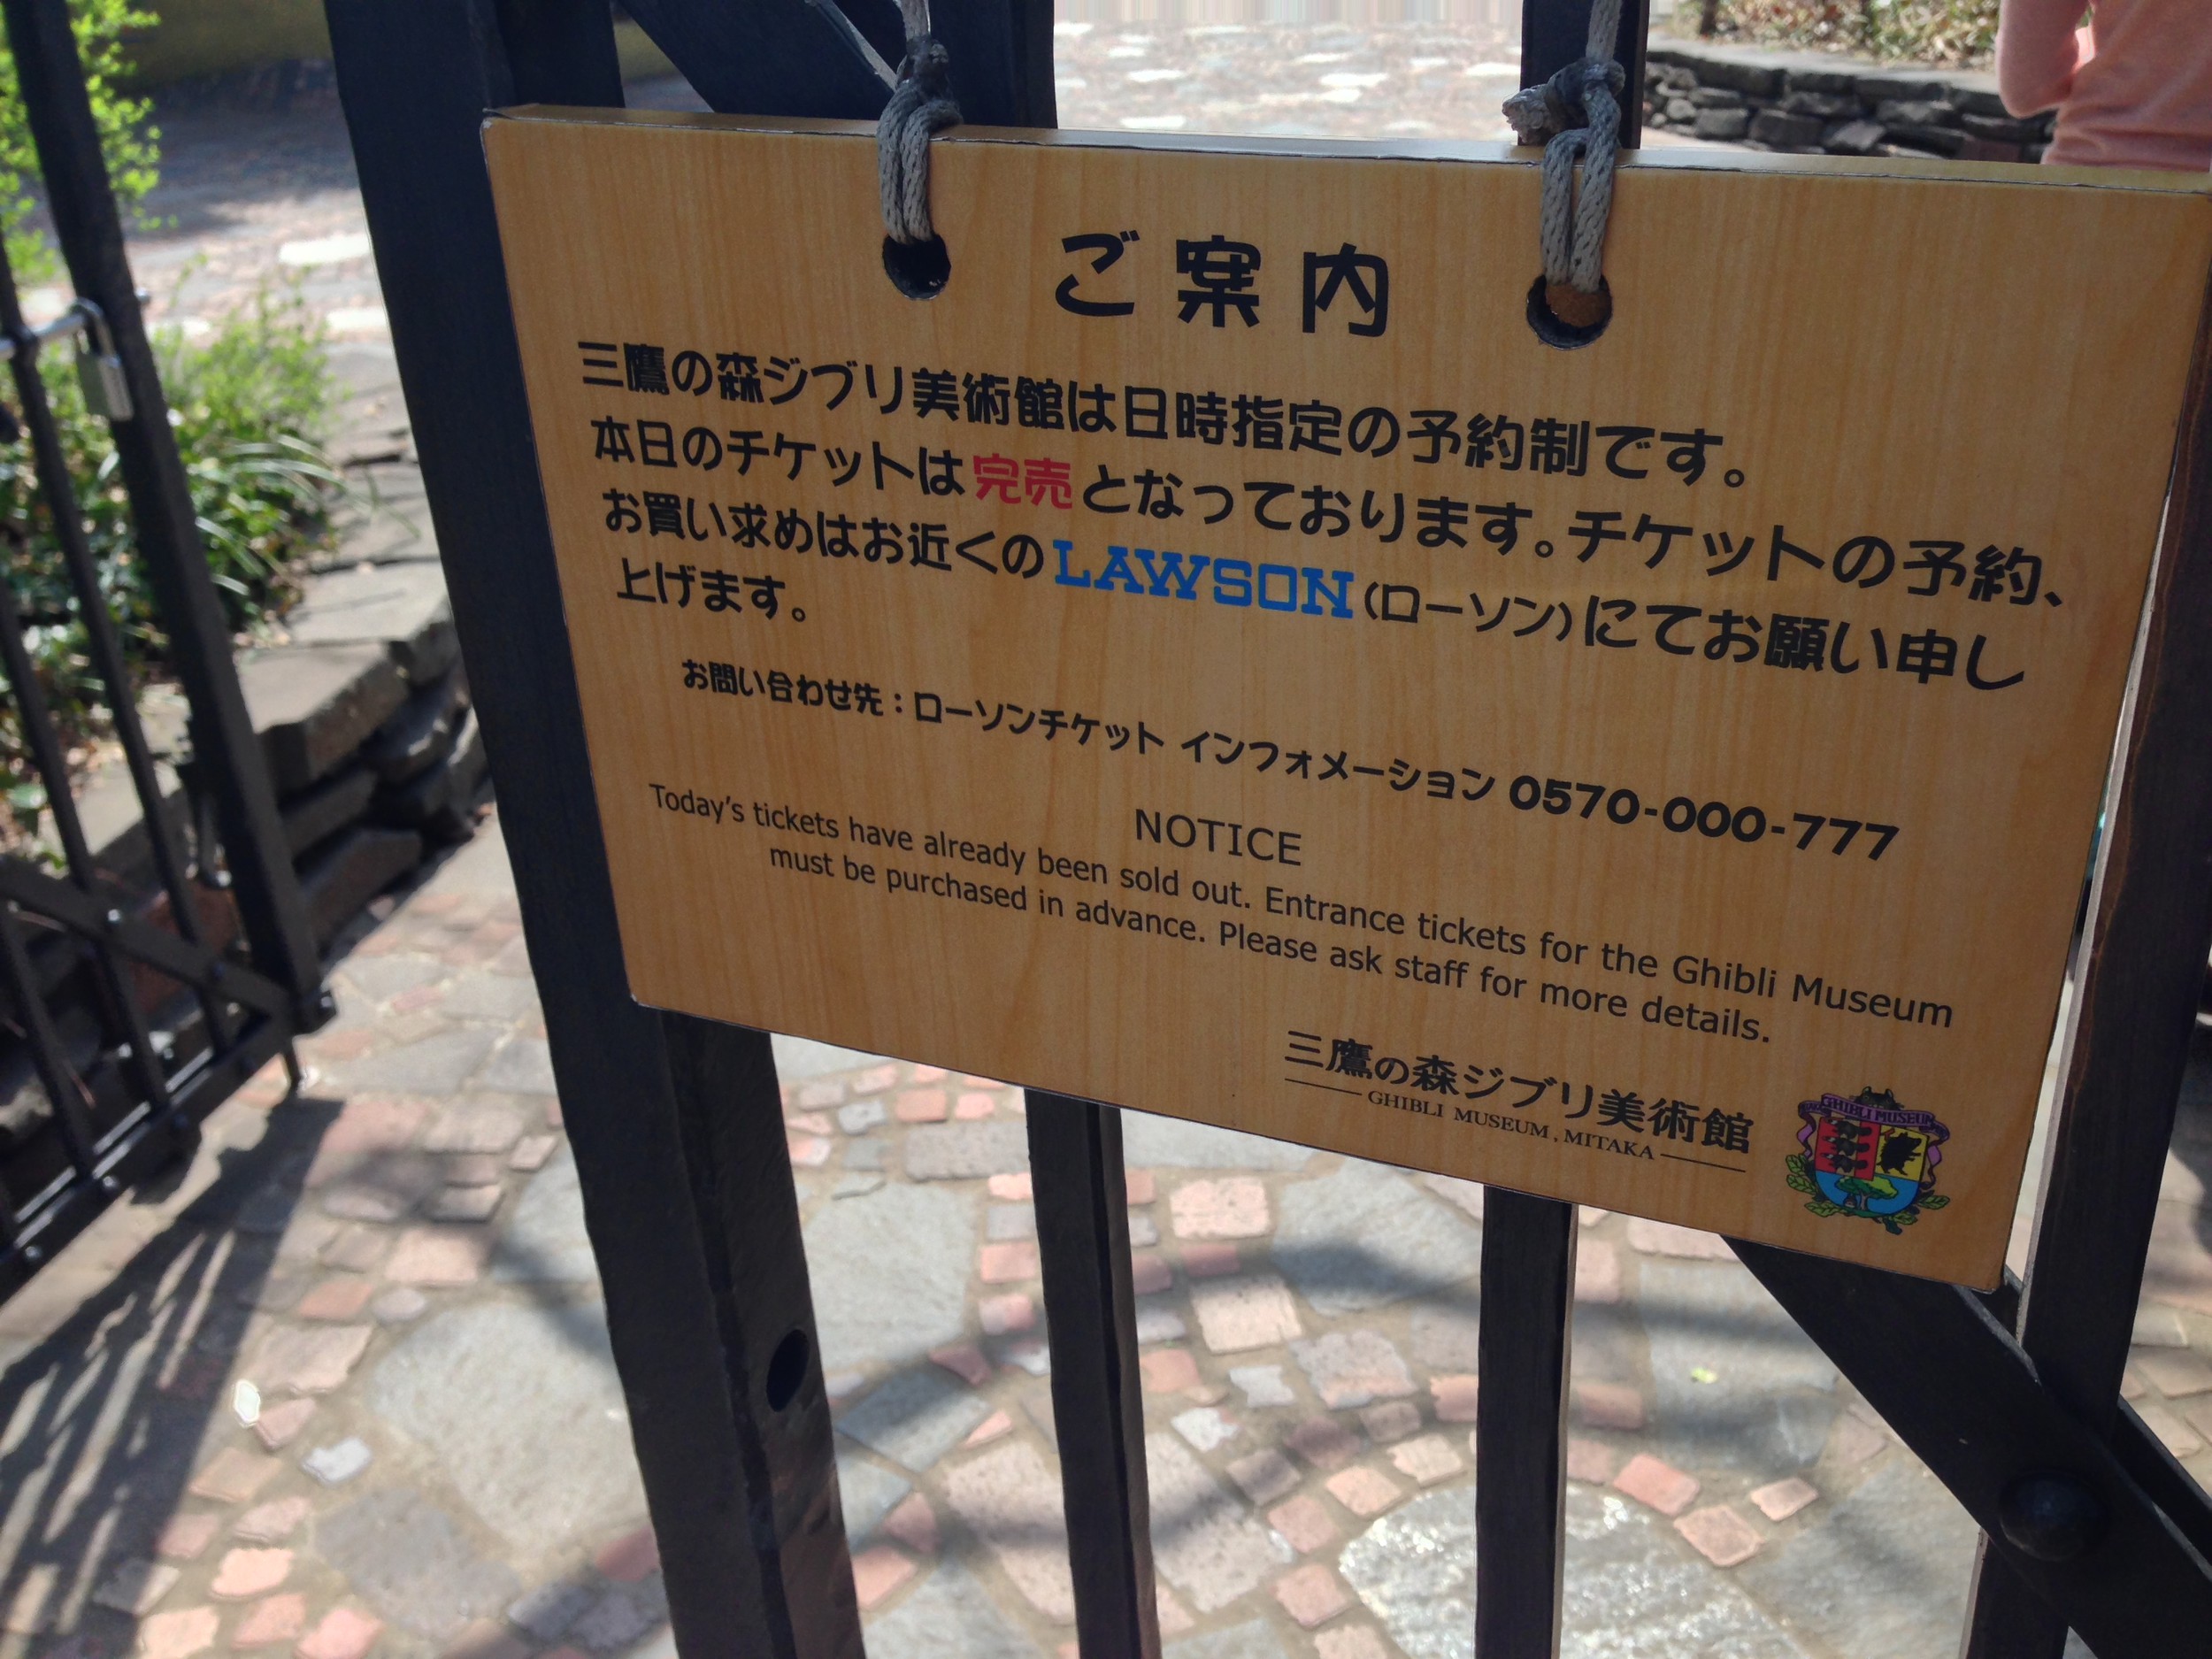 ご案内
三鷹の森ジブリ美術館は日時指定の予約制です。
本日のチケットは完売となっております。チケットの予約、
お買い求めはお近くのLAWSON(ローソン)にてお願い申し
上げます。
お問い合わせ先：ローソンチケット インフォメーション 0570-000-777
NOTICE
Today's tickets have already been sold out. Entrance tickets for the Ghibli Museum
must be purchased in advance. Please ask staff for more details.
三鷹の森ジブリ美術館
GHIBLI MUSEUM, MITAKA
GHIBLI MUSEUM